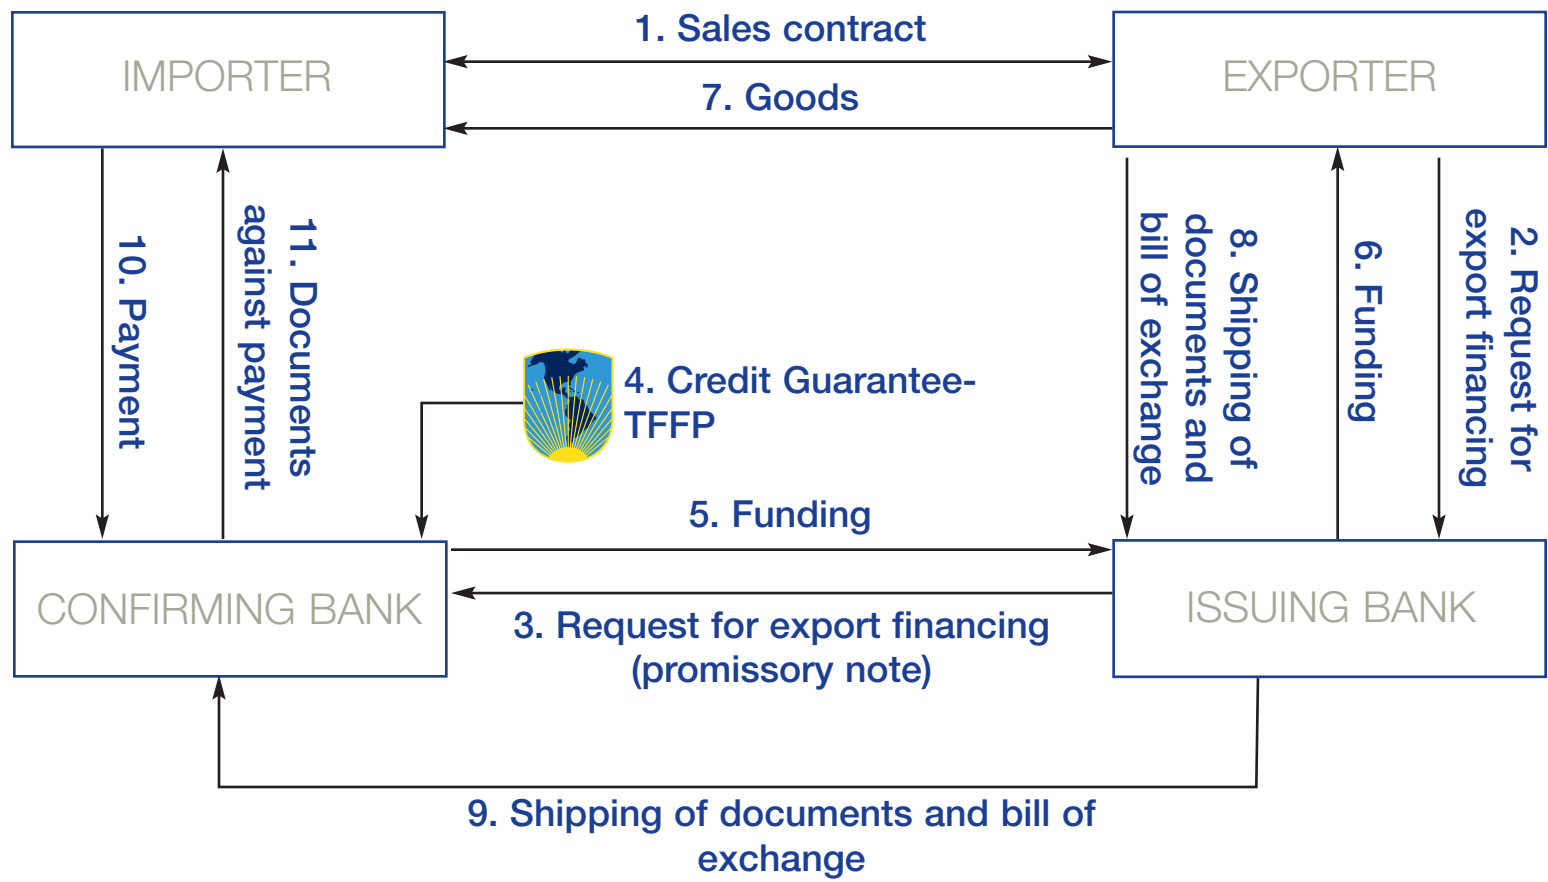 1. Sales contract
IMPORTER
EXPORTER
7. Goods
10. Payment
11. Documents
against payment
8. Shipping of
documents and
bill of exchange
6. Funding
2. Request for
export financing
4. Credit Guarantee-
TFFP
5. Funding
CONFIRMING BANK
ISSUING BANK
3. Request for export financing
(promissory note)
9. Shipping of documents and bill of
exchange